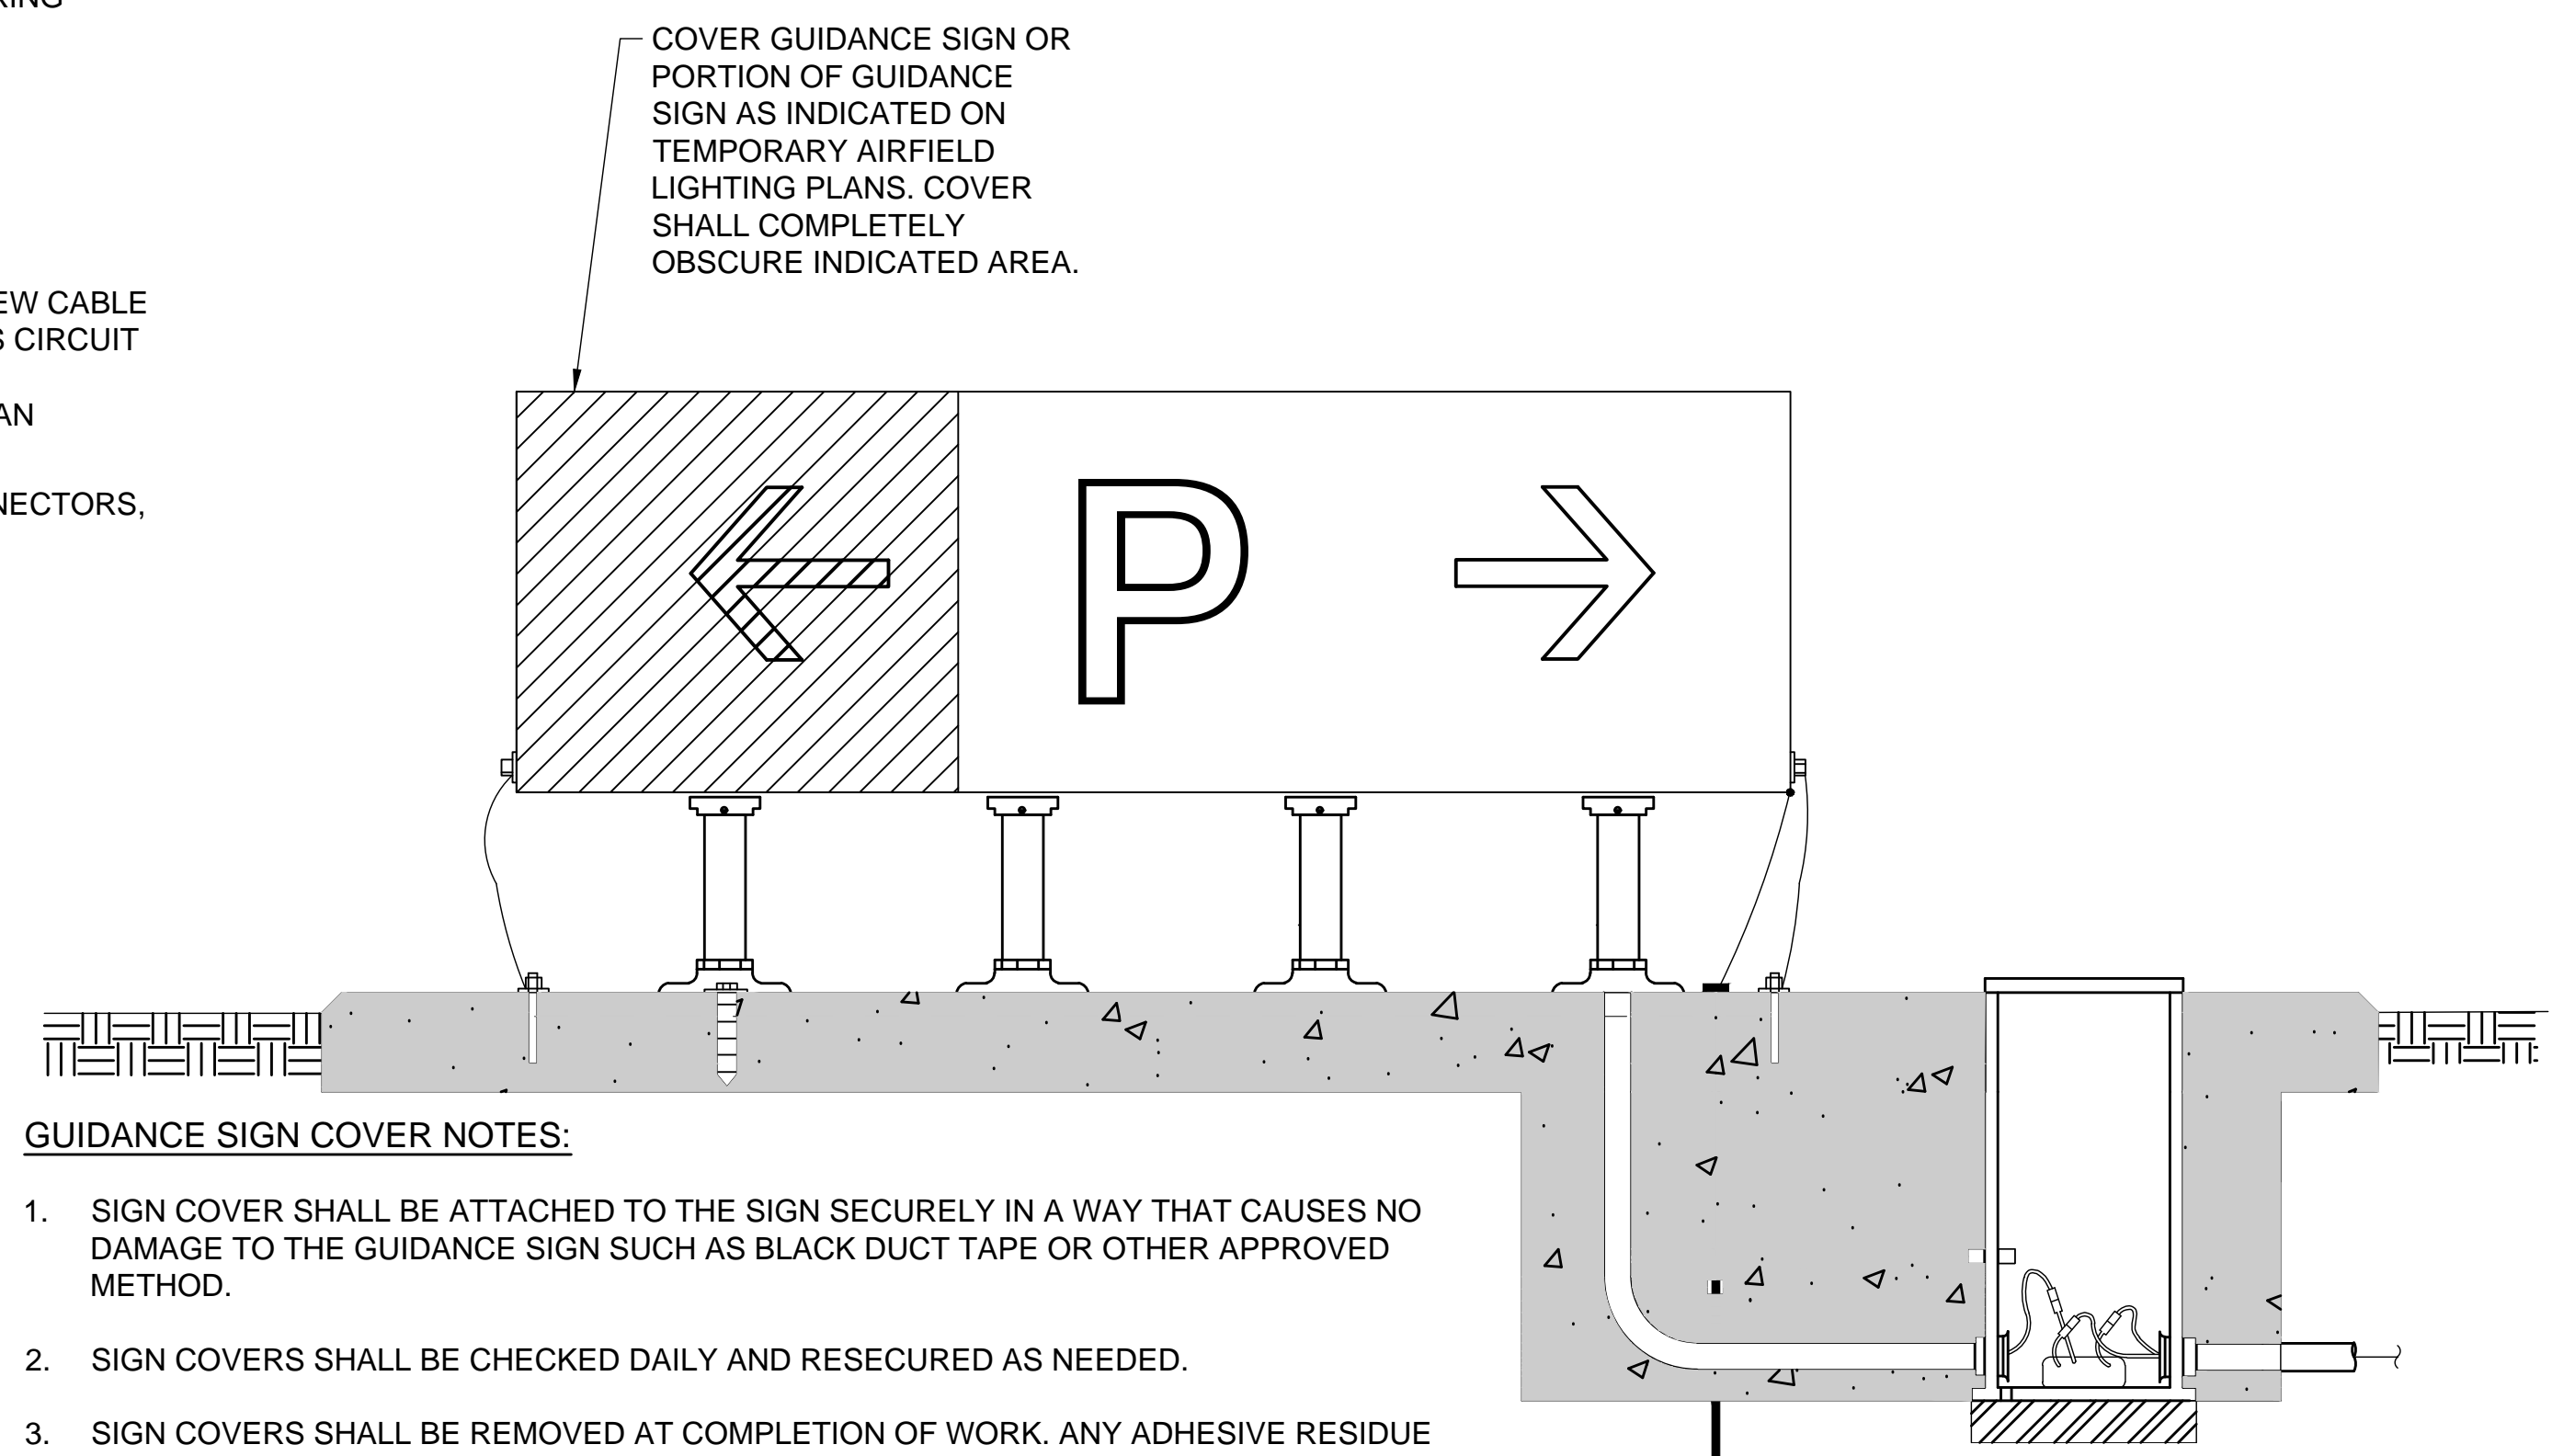 COVER GUIDANCE SIGN OR
PORTION OF GUIDANCE
SIGN AS INDICATED ON
TEMPORARY AIRFIELD
LIGHTING PLANS. COVER
SHALL COMPLETELY
OBSCURE INDICATED AREA.
CABLE
CIRCUIT
P
GUIDANCE SIGN COVER NOTES:
1. SIGN COVER SHALL BE ATTACHED TO THE SIGN SECURELY IN A WAY THAT CAUSES NO
DAMAGE TO THE GUIDANCE SIGN SUCH AS BLACK DUCT TAPE OR OTHER APPROVED
METHOD.
2. SIGN COVERS SHALL BE CHECKED DAILY AND RESECURED AS NEEDED.
3. SIGN COVERS SHALL BE REMOVED AT COMPLETION OF WORK. ANY ADHESIVE RESIDUE